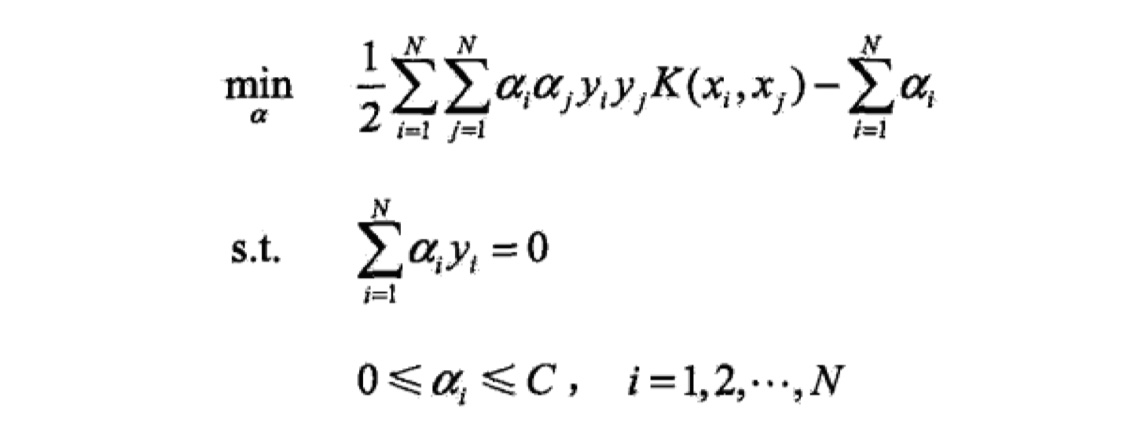 min_α 1/2 ∑_{i=1}^{N} ∑_{j=1}^{N} α_i α_j y_i y_j K(x_i, x_j) − ∑_{i=1}^{N} α_i
s.t. ∑_{i=1}^{N} α_i y_i = 0
0 ⩽ α_i ⩽ C， i = 1, 2, ⋯, N